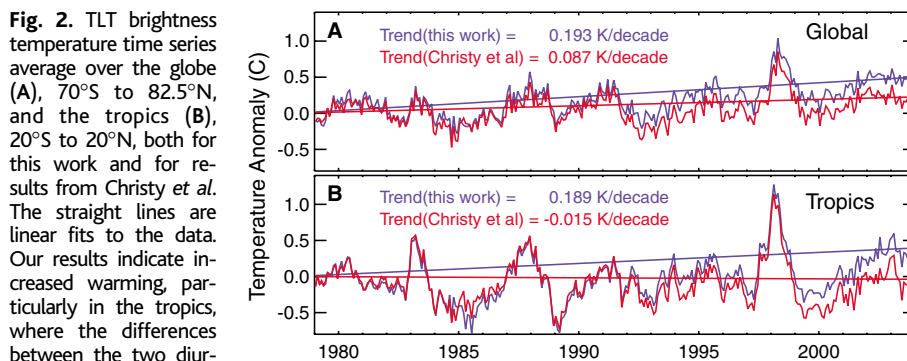 Fig. 2. TLT brightness
temperature time series
average over the globe
(A), 70°S to 82.5°N,
and the tropics (B),
20°S to 20°N, both for
this work and for re-
sults from Christy et al.
The straight lines are
linear fits to the data.
Our results indicate in-
creased warming, par-
ticularly in the tropics,
where the differences
between the two diur-
Temperature Anomaly (C)
A
Trend(this work) = 0.193 K/decade
Trend(Christy et al) = 0.087 K/decade
Global
1.0
0.5
0.0
-0.5
B
Trend(this work) = 0.189 K/decade
Trend(Christy et al) = -0.015 K/decade
Tropics
1.0
0.5
0.0
-0.5
1980 1985 1990 1995 2000